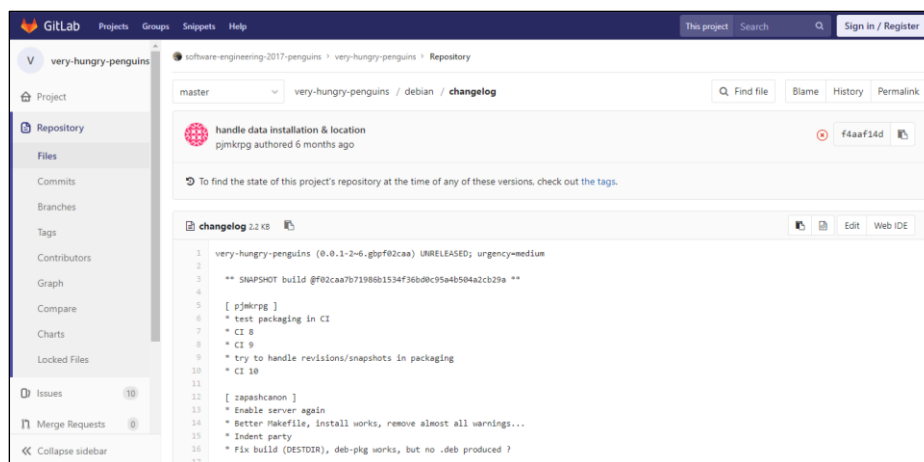 GitLab Projects Groups Snippets Help This project Search Sign in / Register
V very-hungry-penguins
software-engineering-2017-penguins > very-hungry-penguins > Repository
Project
Repository
Files
Commits
Branches
Tags
Contributors
Graph
Compare
Charts
Locked Files
Issues 10
Merge Requests 0
Collapse sidebar
master very-hungry-penguins / debian / changelog Find file Blame History Permalink
handle data installation & location
pjmkrpg authored 6 months ago f4aaf14d
To find the state of this project's repository at the time of any of these versions, check out the tags.
changelog 2.2 KB Edit Web IDE
1 very-hungry-penguins (0.0.1-2~6.gbpf02caa) UNRELEASED; urgency=medium
2
3 ** SNAPSHOT build @f02caa7b71986b1534f36bd0c95a4b504a2cb29a **
4
5 [ pjmkrpg ]
6 * test packaging in CI
7 * CI 8
8 * CI 9
9 * try to handle revisions/snapshots in packaging
10 * CI 10
11
12 [ zapashcanon ]
13 * Enable server again
14 * Better Makefile, install works, remove almost all warnings...
15 * Indent party
16 * Fix build (DESTDIR), deb-pkg works, but no .deb produced ?